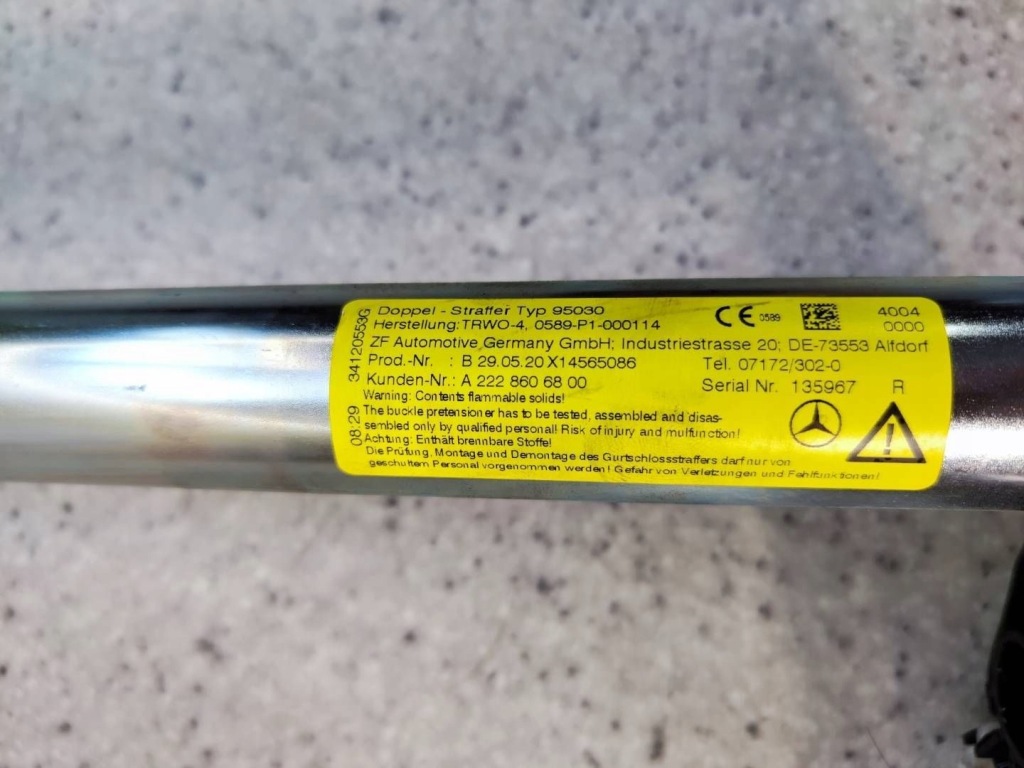 34120553G
08:29
Doppel - Straffer Typ 95030
Herstellung: TRWO-4, 0589-P1-000114
CE 0589
4004
0000
ZF Automotive Germany GmbH; Industriestrasse 20; DE-73553 Alfdorf
Prod.-Nr. : B 29.05.20 X14565086
Tel. 07172/302-0
Kunden-Nr.: A 222 860 68 00
Serial Nr. 135967 R
Warning: Contents flammable solids!
The buckle pretensioner has to be tested, assembled and disas-
sembled only by qualified personal! Risk of injury and mulfunction!
Achtung: Enthält brennbare Stoffe!
Die Prüfung, Montage und Demontage des Gurtschlossstraffers darf nur von
geschultem Personal vorgenommen werden! Gefahr von Verletzungen und Fehlfunktionen!